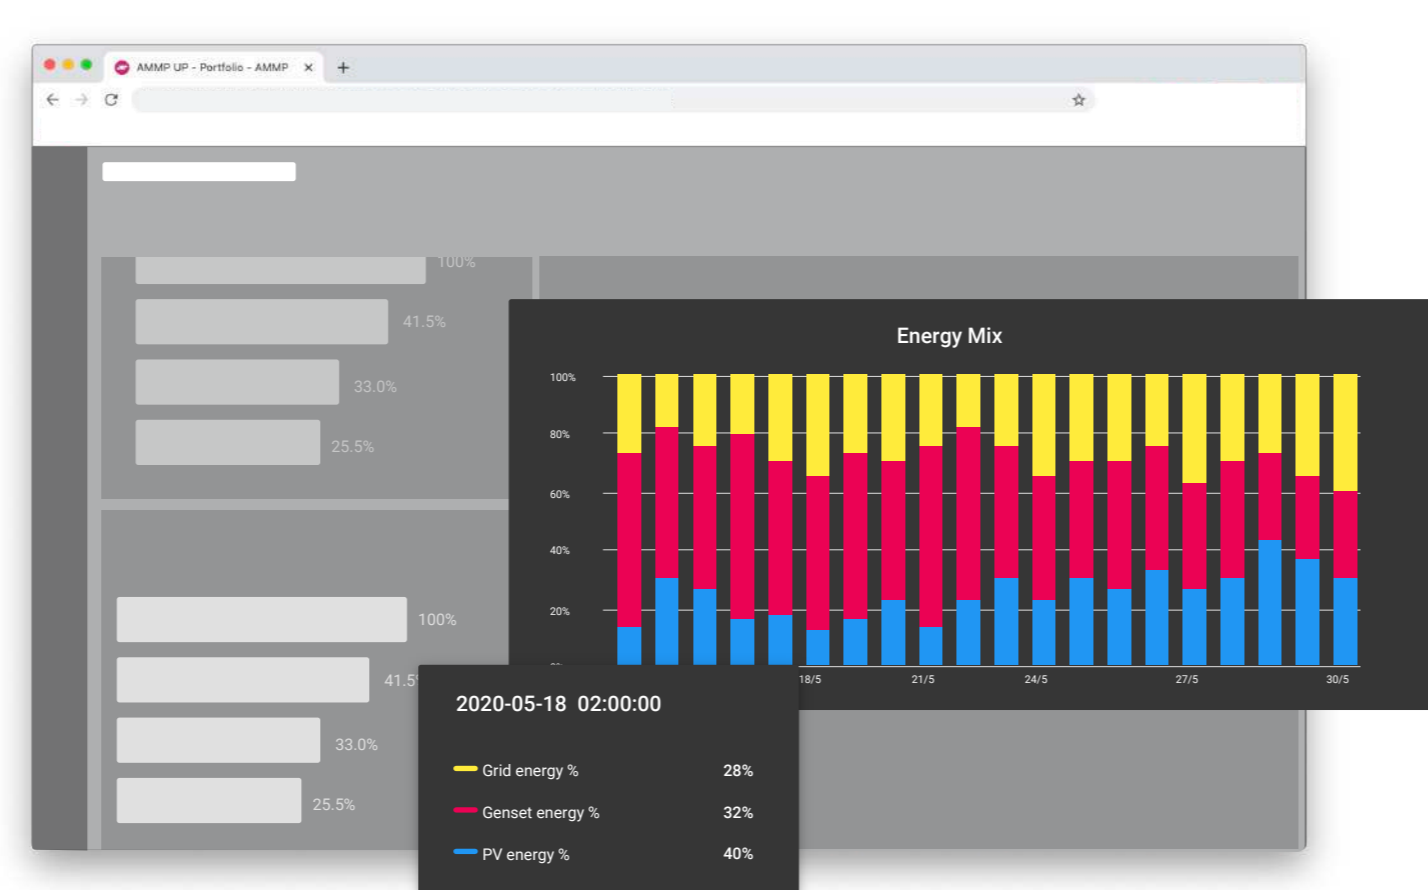 AMMP UP - Portfolio - AMMP
100%
41.5%
33.0%
25.5%
Energy Mix
100%
80%
60%
40%
20%
18/5 21/5 24/5 27/5 30/5
100%
41.5
33.0%
25.5%
2020-05-18 02:00:00
Grid energy % 28%
Genset energy % 32%
PV energy % 40%